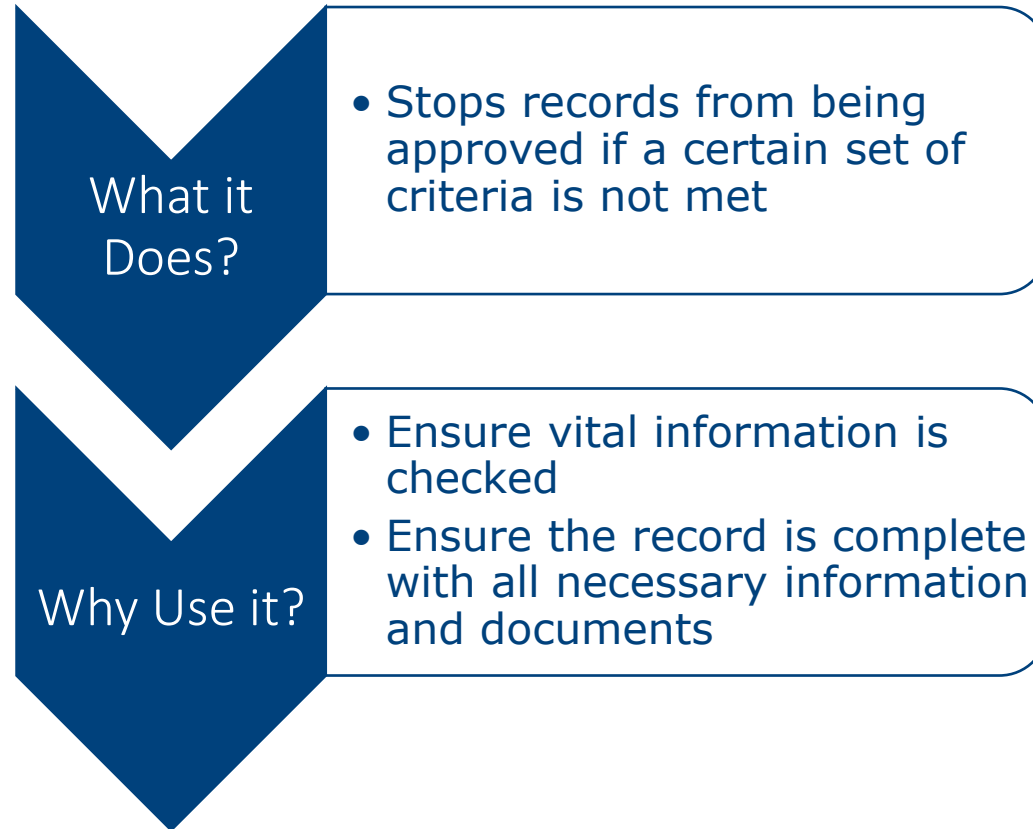 What it
Does?
• Stops records from being
approved if a certain set of
criteria is not met
Why Use it?
• Ensure vital information is
checked
• Ensure the record is complete
with all necessary information
and documents